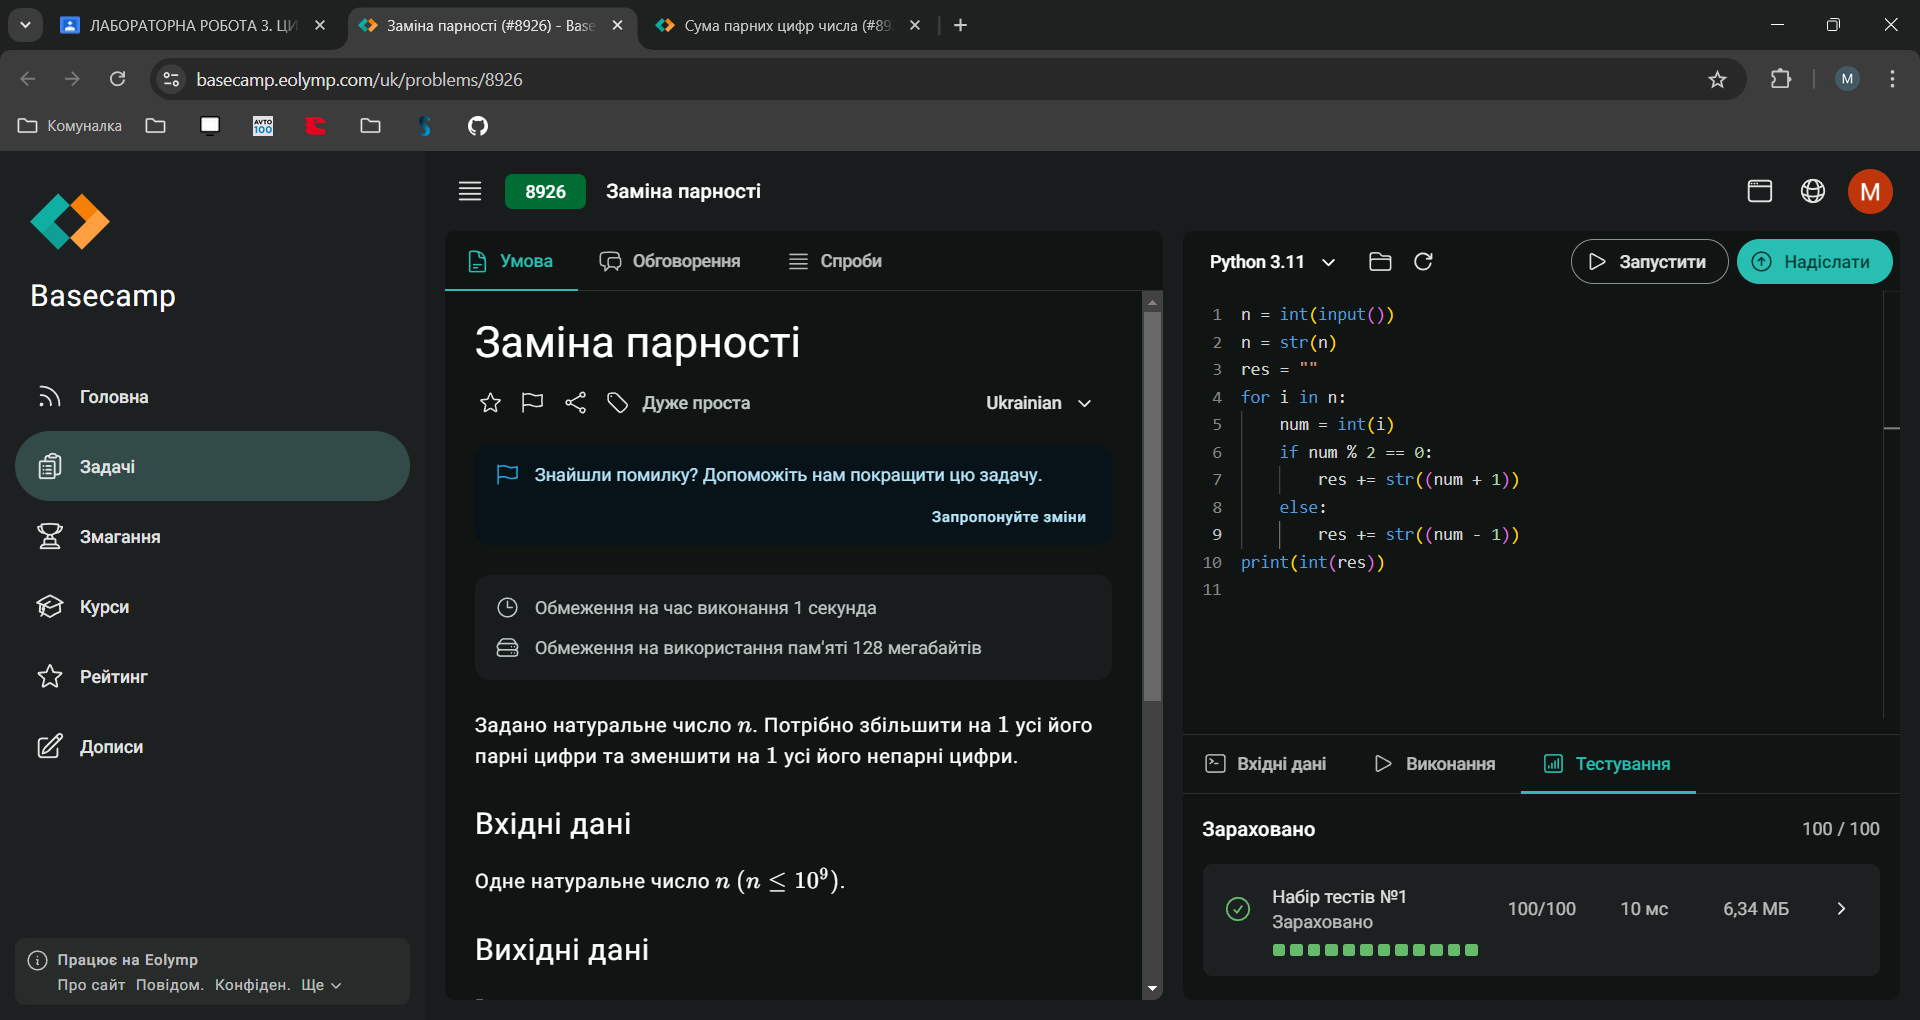 ЛАБОРАТОРНА РОБОТА 3. ЦИ
Заміна парності (#8926) - Base
Сума парних цифр числа (#89
basecamp.eolymp.com/uk/problems/8926
M
Комуналка
AVTO
100
Basecamp
Головна
Задачі
Змагання
Курси
Рейтинг
Дописи
Працює на Eolymp
Про сайт Повідом. Конфіден. Ще
8926 Заміна парності
M
Умова Обговорення Спроби
Заміна парності
Дуже проста
Ukrainian
Знайшли помилку? Допоможіть нам покращити цю задачу.
Запропонуйте зміни
Обмеження на час виконання 1 секунда
Обмеження на використання пам'яті 128 мегабайтів
Задано натуральне число n. Потрібно збільшити на 1 усі його
парні цифри та зменшити на 1 усі його непарні цифри.
Вхідні дані
Одне натуральне число n (n ≤ 10⁹).
Вихідні дані
Python 3.11
Запустити
Надіслати
1 n = int(input())
2 n = str(n)
3 res = ""
4 for i in n:
5 num = int(i)
6 if num % 2 == 0:
7 res += str((num + 1))
8 else:
9 res += str((num - 1))
10 print(int(res))
11
Вхідні дані Виконання Тестування
Зараховано 100 / 100
Набір тестів №1
Зараховано
100/100 10 мс 6,34 МБ